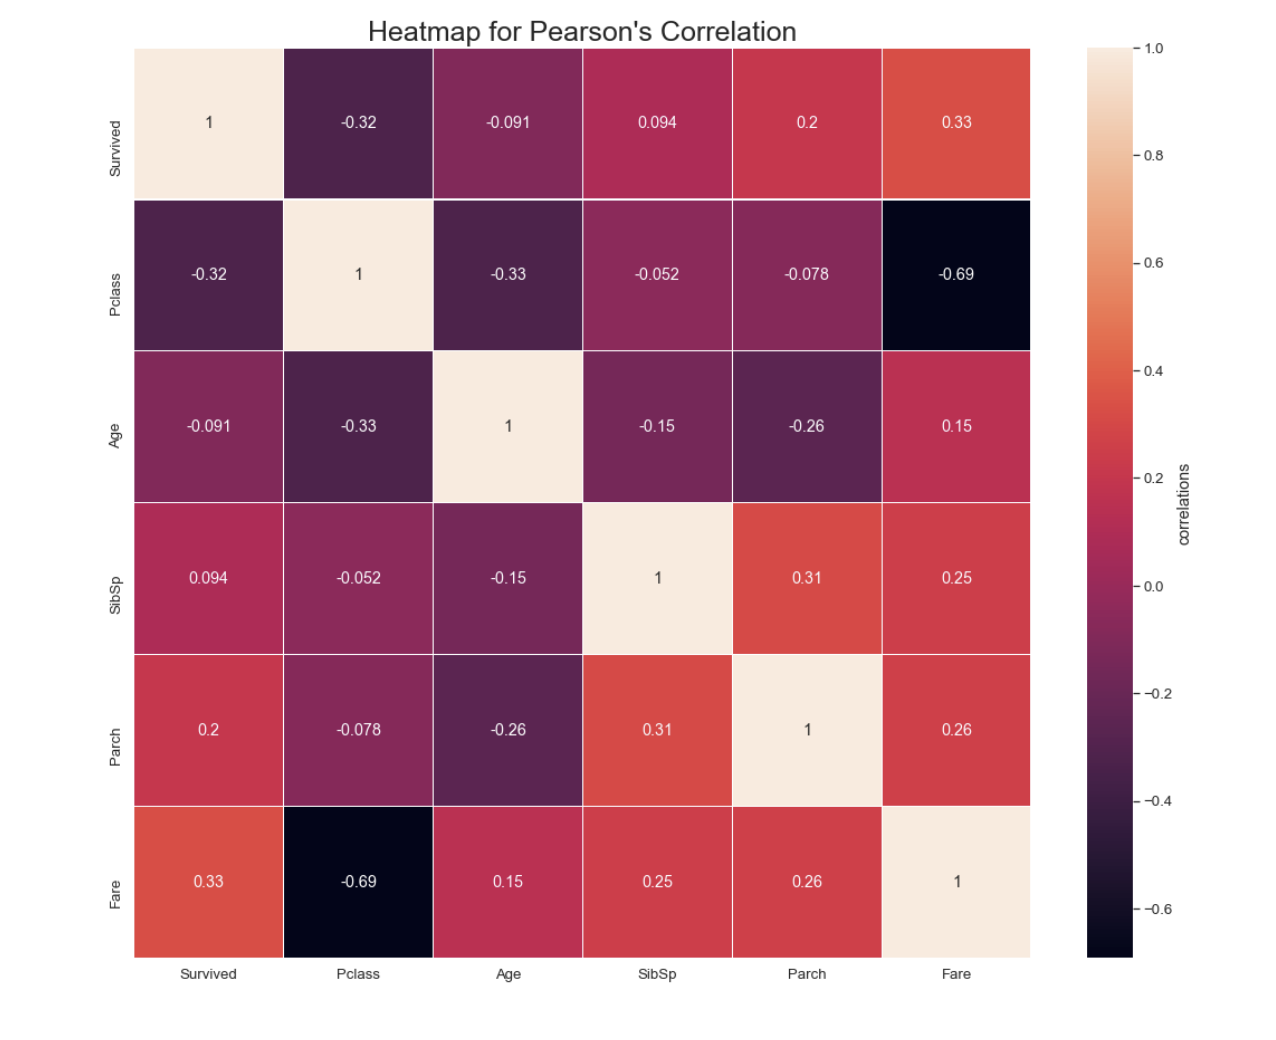 Heatmap for Pearson's Correlation
Survived 1 -0.32 -0.091 0.094 0.2 0.33
Pclass -0.32 1 -0.33 -0.052 -0.078 -0.69
Age -0.091 -0.33 1 -0.15 -0.26 0.15
SibSp 0.094 -0.052 -0.15 1 0.31 0.25
Parch 0.2 -0.078 -0.26 0.31 1 0.26
Fare 0.33 -0.69 0.15 0.25 0.26 1
Survived Pclass Age SibSp Parch Fare
1.0
0.8
0.6
0.4
0.2
0.0
−0.2
−0.4
−0.6
correlations